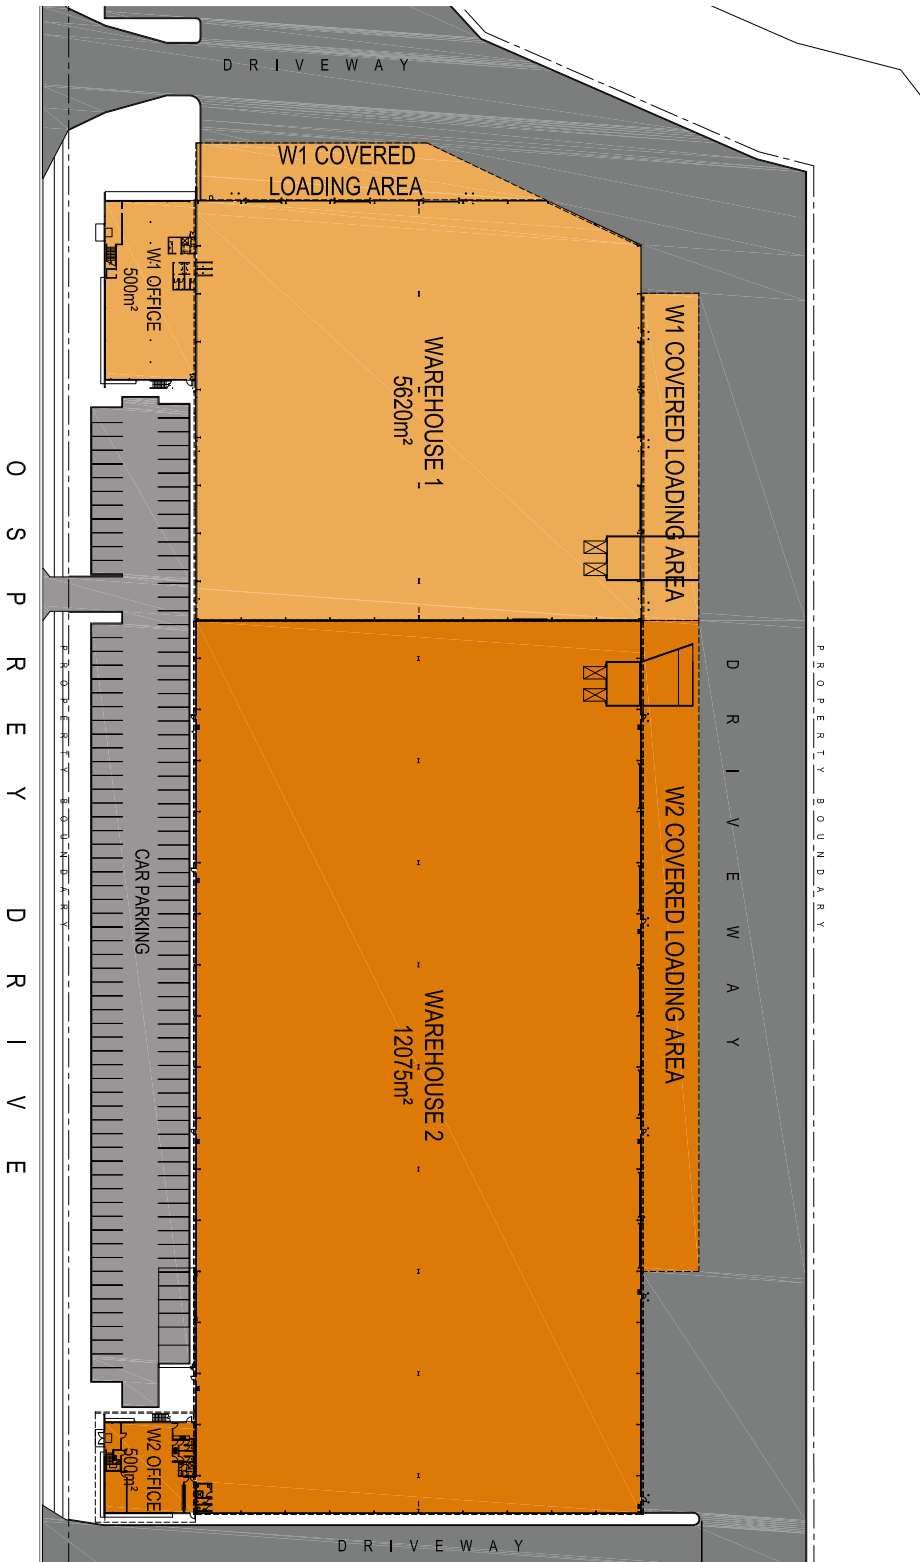 DRIVEWAY
W1 COVERED
LOADING AREA
W1 OFFICE
500m²
WAREHOUSE 1
5620m²
W1 COVERED LOADING AREA
OSPREY DRIVE
PROPERTY BOUNDARY
CAR PARKING
WAREHOUSE 2
12075m²
W2 COVERED LOADING AREA
DRIVEWAY
PROPERTY BOUNDARY
W2 OFFICE
500m²
DRIVEWAY